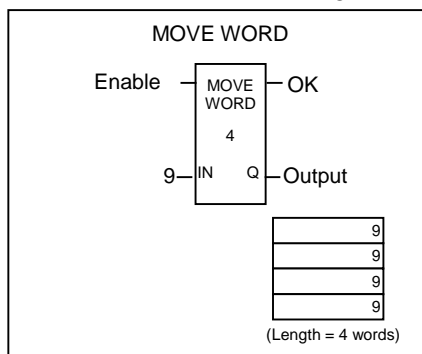 MOVE WORD
Enable MOVE OK
WORD
4
9 IN Q Output
9
9
9
9
(Length = 4 words)